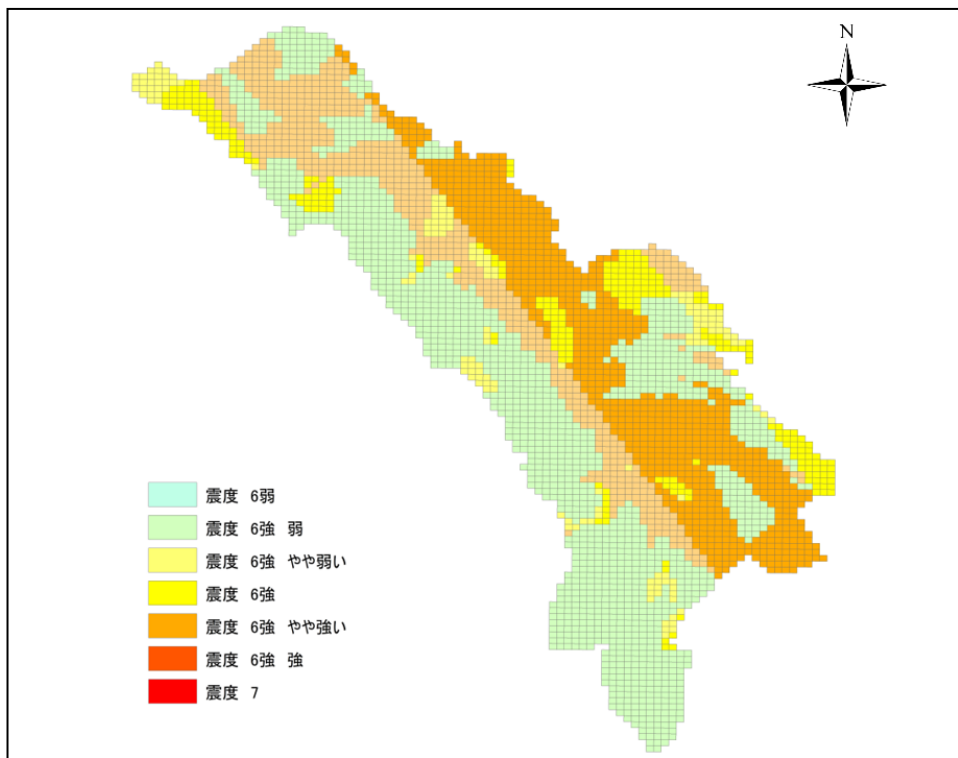 N
震度 6弱
震度 6強 弱
震度 6強 やや弱い
震度 6強
震度 6強 やや強い
震度 6強 強
震度 7